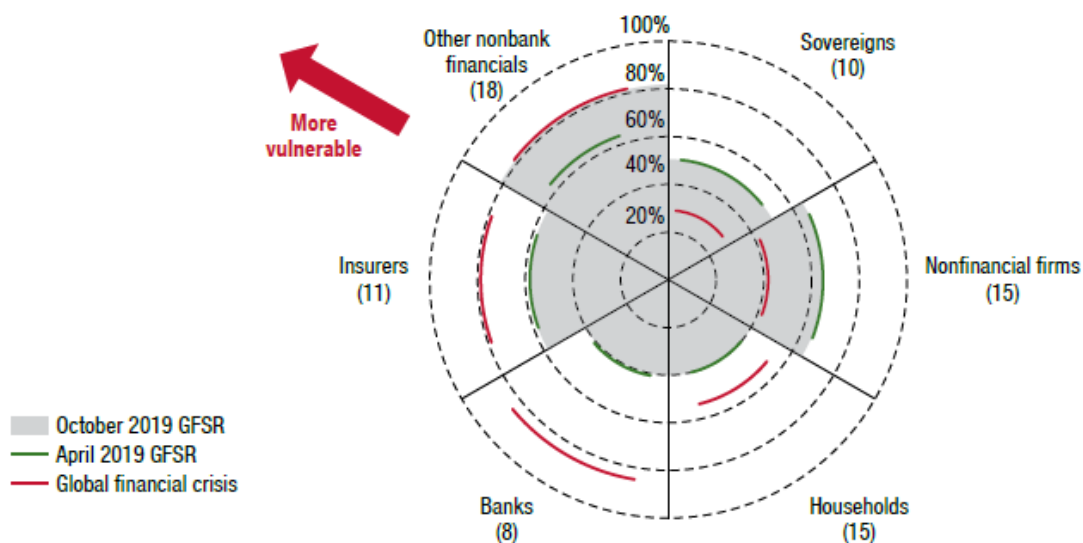 100%
80%
60%
40%
20%
Other nonbank
financials
(18)
Sovereigns
(10)
More
vulnerable
Insurers
(11)
Nonfinancial firms
(15)
October 2019 GFSR
April 2019 GFSR
Global financial crisis
Banks
(8)
Households
(15)